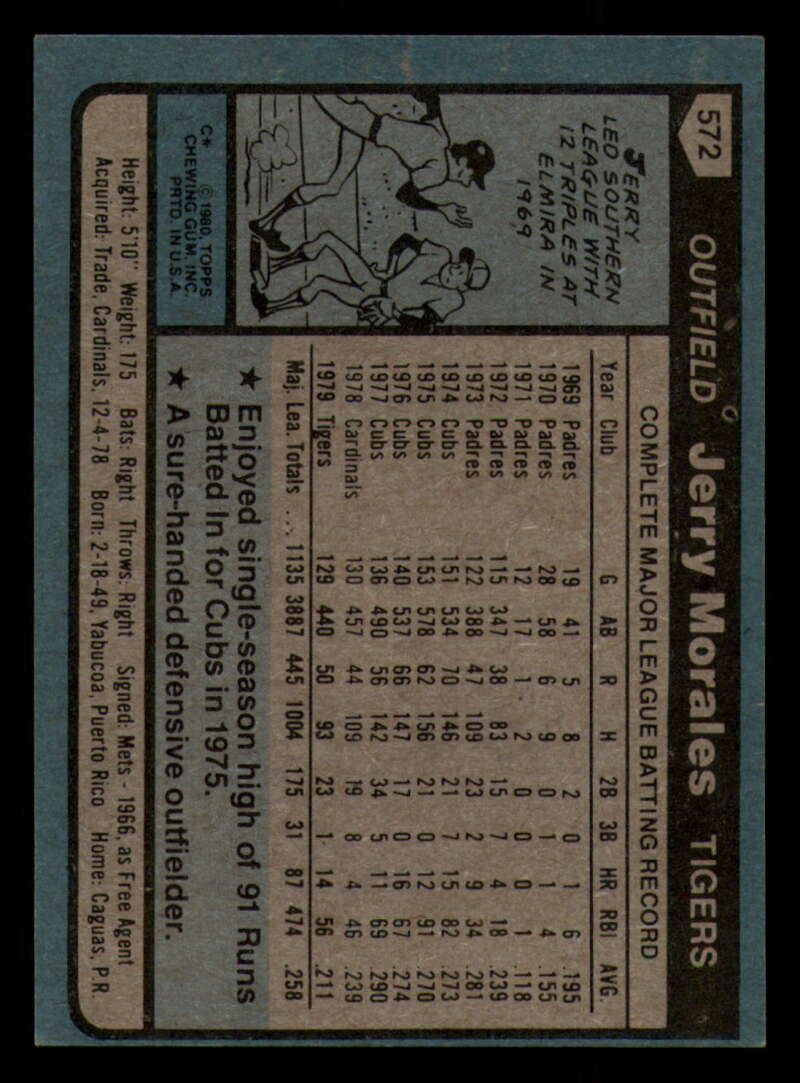 572
OUTFIELD Jerry Morales TIGERS
JERRY
LED SOUTHERN
LEAGUE WITH
12 TRIPLES AT
ELMIRA IN
1969
C* © 1980 TOPPS
CHEWING GUM, INC.
PRTD. IN U.S.A.
COMPLETE MAJOR LEAGUE BATTING RECORD
Year Club G AB R H 2B 3B HR RBI AVG.
1969 Padres 19 41 5 8 2 0 1 6 .195
1970 Padres 28 58 6 9 0 1 1 4 .155
1971 Padres 12 17 1 2 0 0 0 1 .118
1972 Padres 115 347 38 83 15 7 4 18 .239
1973 Padres 122 388 47 109 23 2 9 34 .281
1974 Cubs 151 534 70 146 21 7 15 82 .273
1975 Cubs 153 578 62 156 21 0 12 91 .270
1976 Cubs 140 537 66 147 17 0 16 67 .274
1977 Cubs 136 490 56 142 34 5 11 69 .290
1978 Cardinals 130 457 44 109 19 8 4 46 .239
1979 Tigers 129 440 50 93 23 1 14 56 .211
Maj. Lea. Totals ... 1135 3887 445 1004 175 31 87 474 .258
★ Enjoyed single-season high of 91 Runs
Batted In for Cubs in 1975.
★ A sure-handed defensive outfielder.
Height: 5'10" Weight: 175 Bats: Right Throws: Right Signed: Mets - 1966, as Free Agent
Acquired: Trade, Cardinals, 12-4-78 Born: 2-18-49, Yabucoa, Puerto Rico Home: Caguas, P.R.